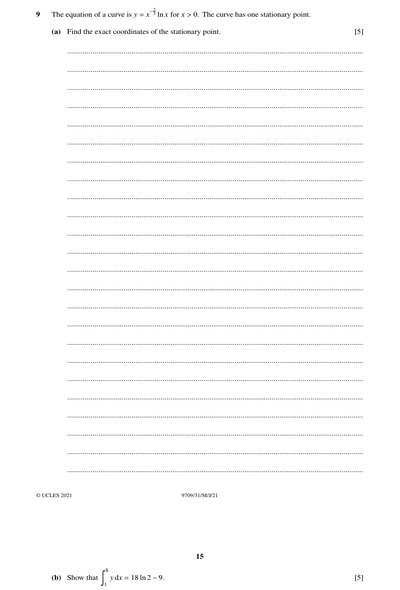 9 The equation of a curve is y = x^{-2/3} ln x for x > 0. The curve has one stationary point.
(a) Find the exact coordinates of the stationary point. [5]
© UCLES 2021 9709/31/M/J/21
15
(b) Show that ∫_1^8 y dx = 18 ln 2 − 9. [5]